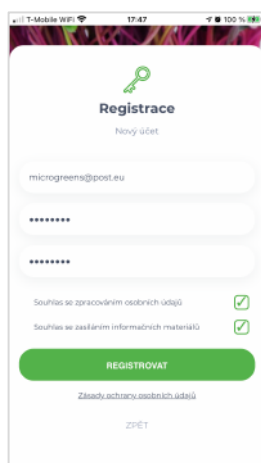 T-Mobile WiFi 17:47 100 %
Registrace
Nový účet
microgreens@post.eu
••••••••
••••••••
Souhlas se zpracováním osobních údajů
Souhlas se zasíláním informačních materiálů
REGISTROVAT
Zásady ochrany osobních údajů
ZPĚT